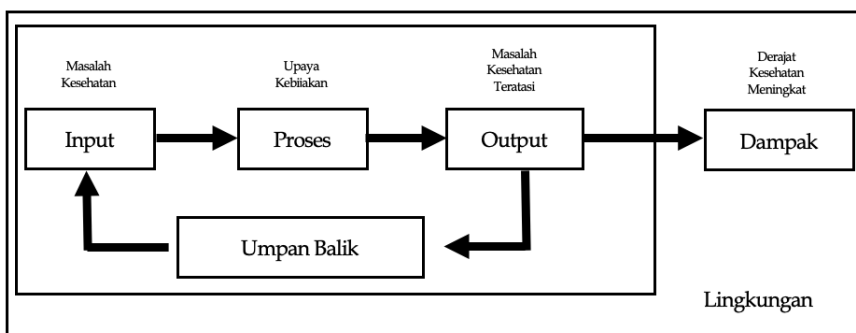 Masalah
Kesehatan
Upaya
Kebijakan
Masalah
Kesehatan
Teratasi
Derajat
Kesehatan
Meningkat
Input
Proses
Output
Dampak
Umpan Balik
Lingkungan